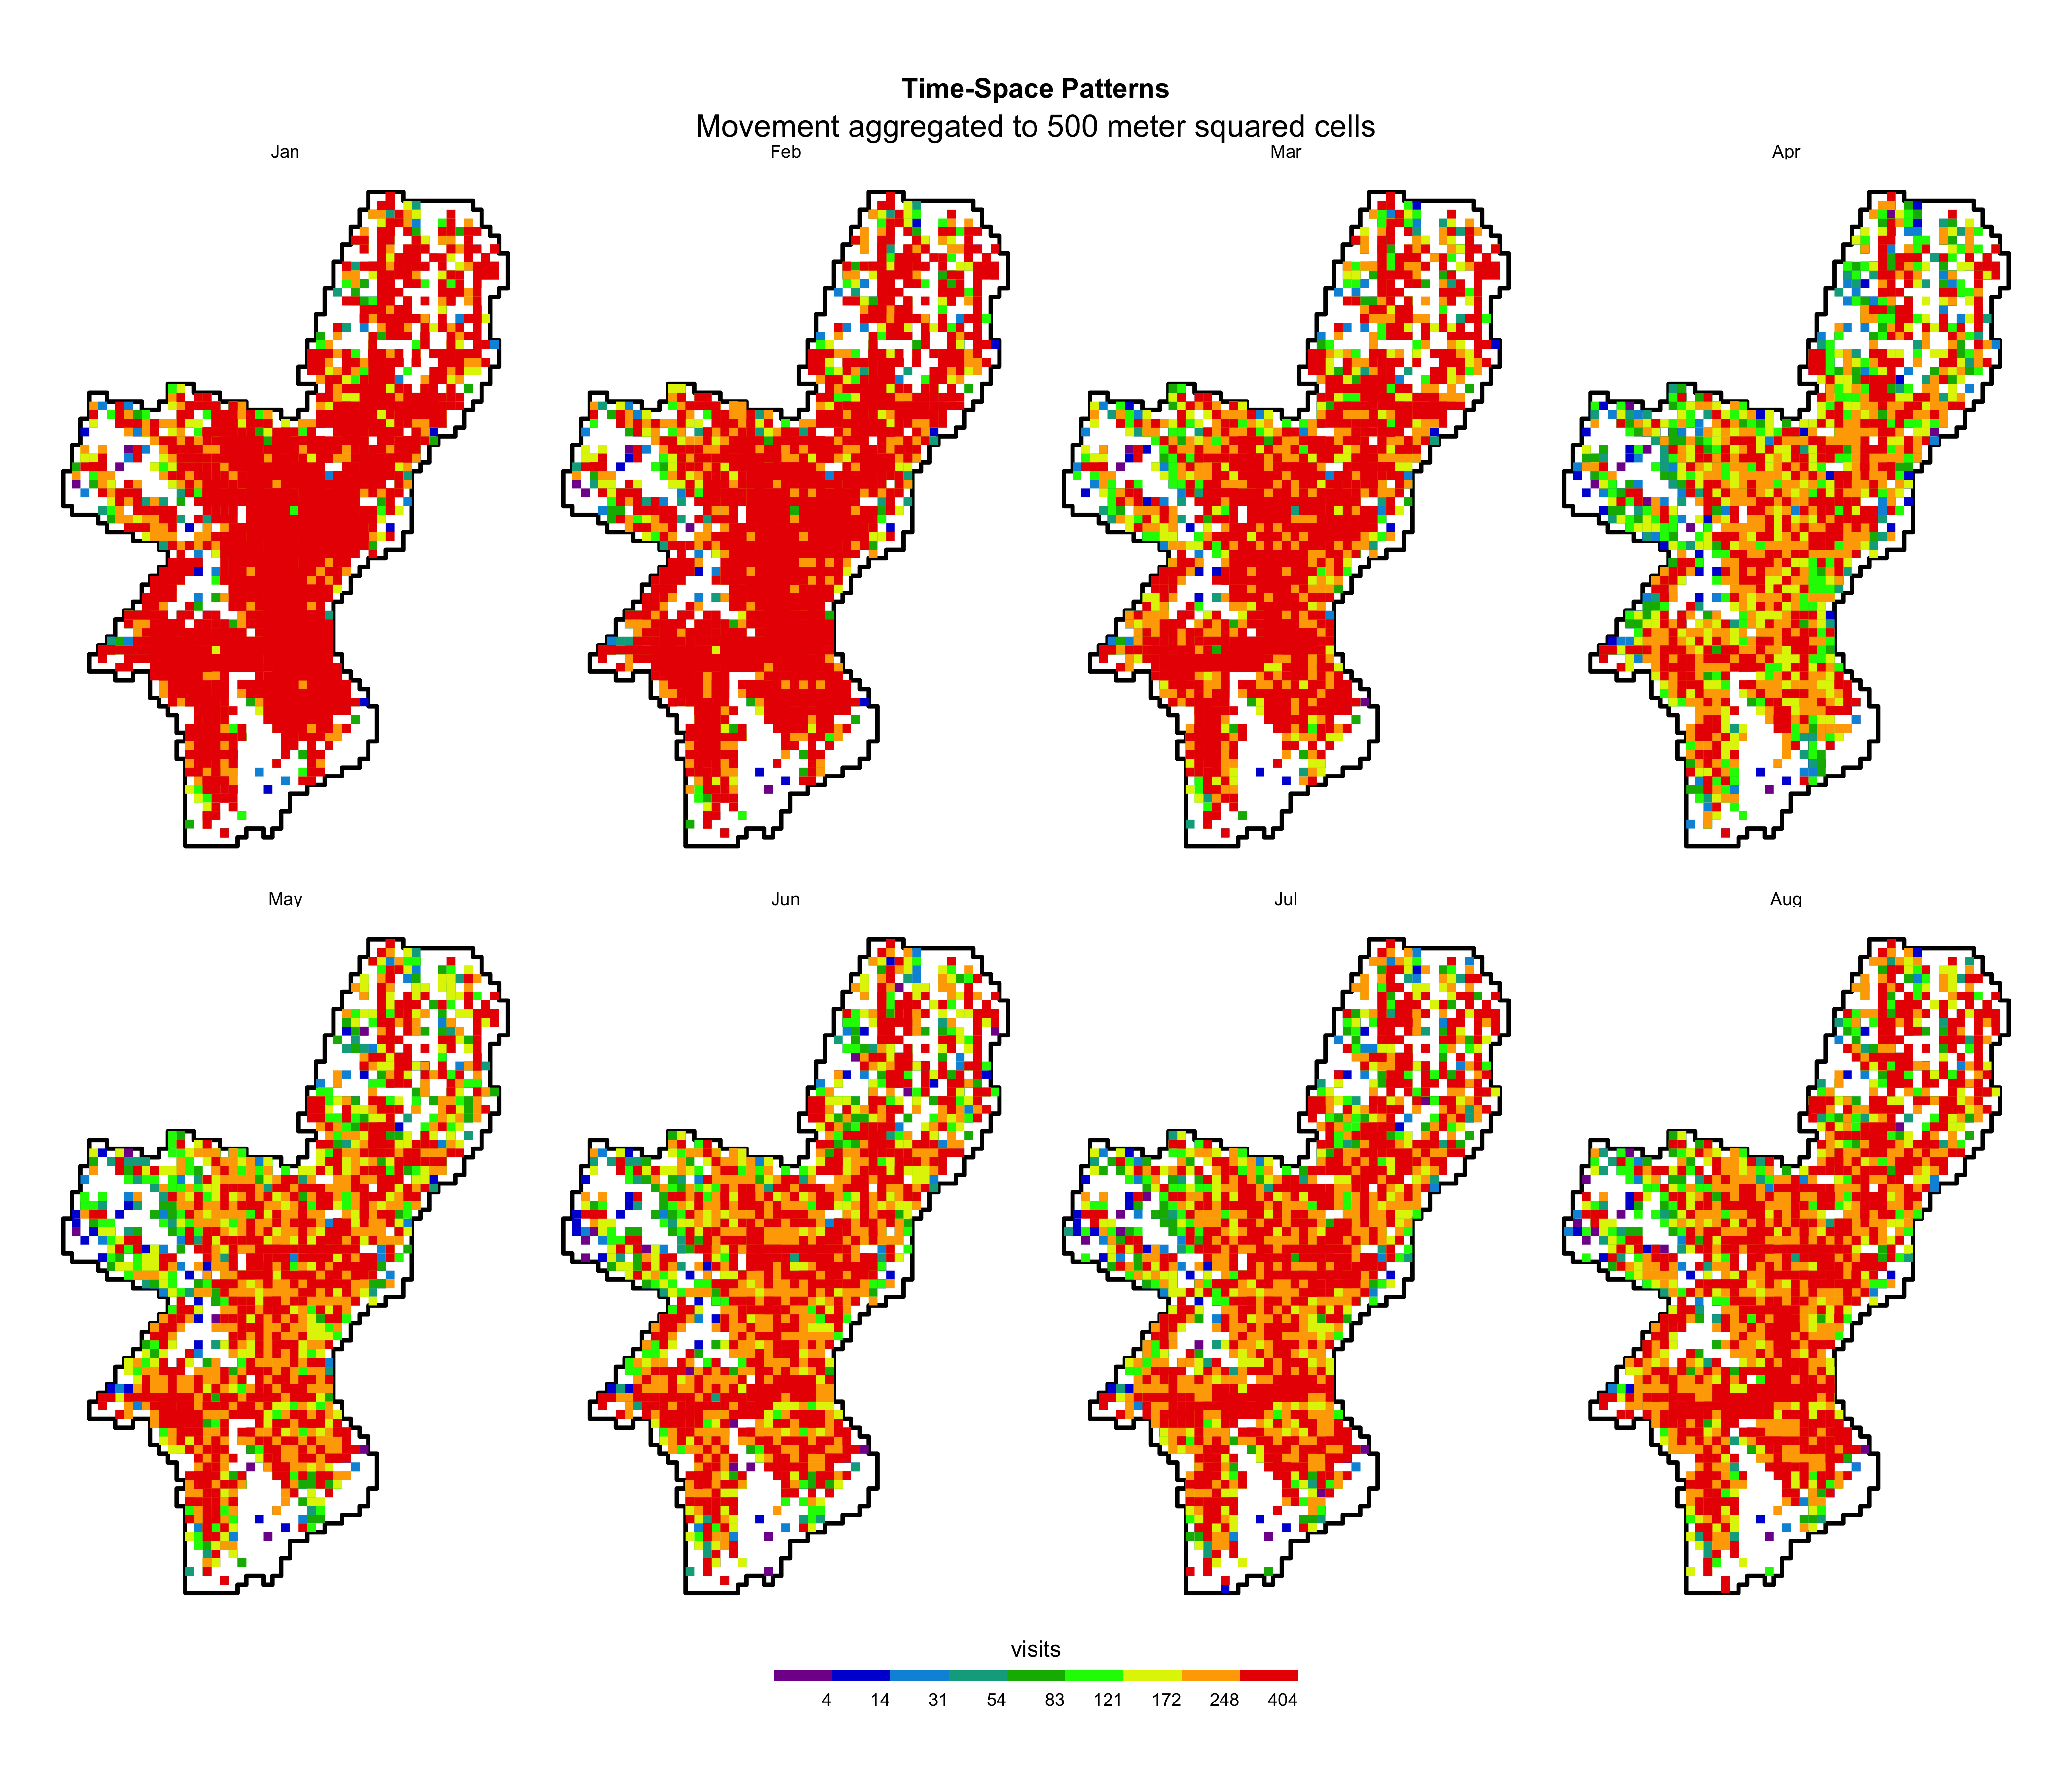 Time-Space Patterns
Movement aggregated to 500 meter squared cells
Jan Feb Mar Apr
May Jun Jul Aug
visits
4 14 31 54 83 121 172 248 404